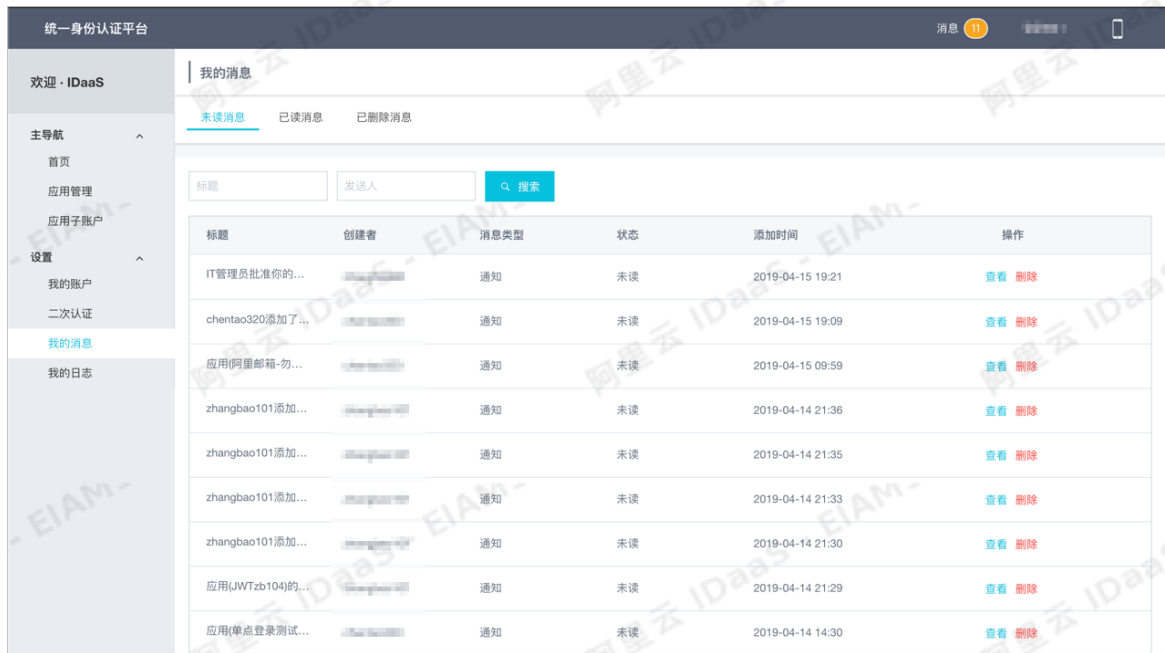 统一身份认证平台
消息 11
欢迎 · IDaaS
我的消息
未读消息 已读消息 已删除消息
主导航
首页
应用管理
应用子账户
设置
我的账户
二次认证
我的消息
我的日志
标题 发送人 搜索
标题 创建者 消息类型 状态 添加时间 操作
IT管理员批准你的... 通知 未读 2019-04-15 19:21 查看 删除
chentao320添加了... 通知 未读 2019-04-15 19:09 查看 删除
应用(阿里邮箱-勿... 通知 未读 2019-04-15 09:59 查看 删除
zhangbao101添加... 通知 未读 2019-04-14 21:36 查看 删除
zhangbao101添加... 通知 未读 2019-04-14 21:35 查看 删除
zhangbao101添加... 通知 未读 2019-04-14 21:33 查看 删除
zhangbao101添加... 通知 未读 2019-04-14 21:30 查看 删除
应用(JWTzb104)的... 通知 未读 2019-04-14 21:29 查看 删除
应用(单点登录测试... 通知 未读 2019-04-14 14:30 查看 删除
阿里云 IDaaS - EIAM -